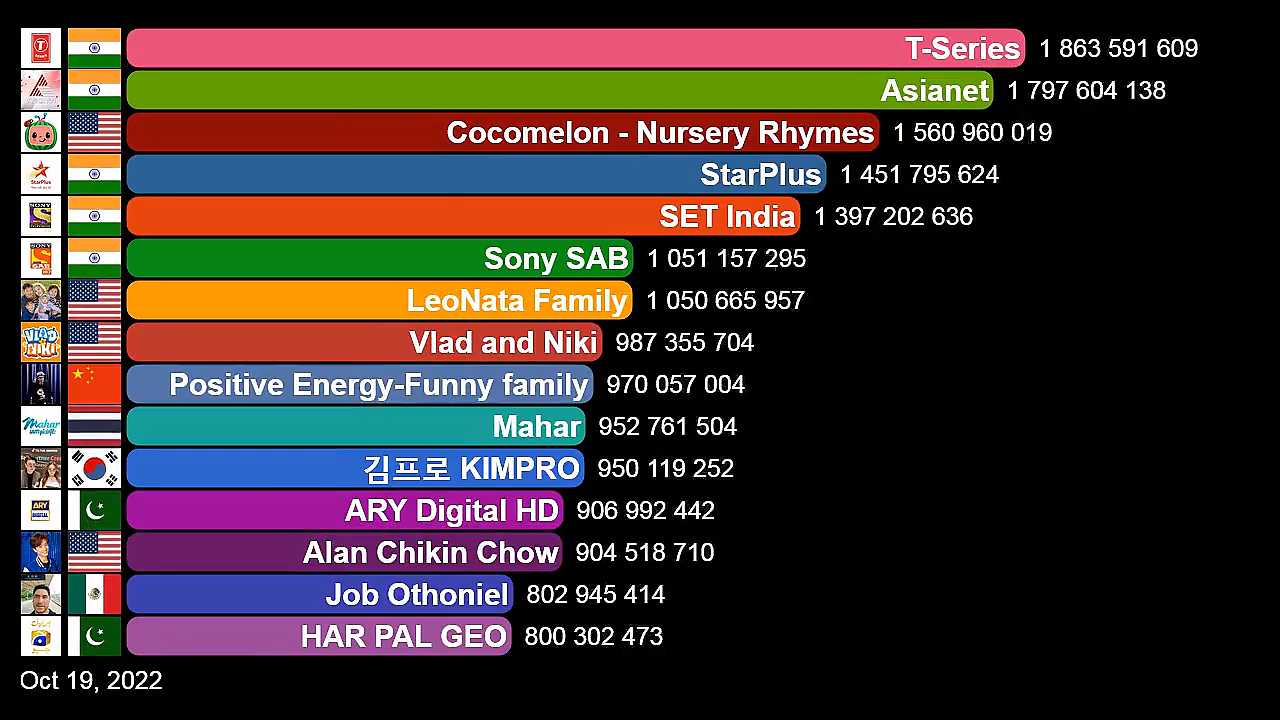 T-Series 1 863 591 609
Asianet 1 797 604 138
Cocomelon - Nursery Rhymes 1 560 960 019
StarPlus 1 451 795 624
SET India 1 397 202 636
Sony SAB 1 051 157 295
LeoNata Family 1 050 665 957
Vlad and Niki 987 355 704
Positive Energy-Funny family 970 057 004
Mahar 952 761 504
김프로 KIMPRO 950 119 252
ARY Digital HD 906 992 442
Alan Chikin Chow 904 518 710
Job Othoniel 802 945 414
HAR PAL GEO 800 302 473
Oct 19, 2022